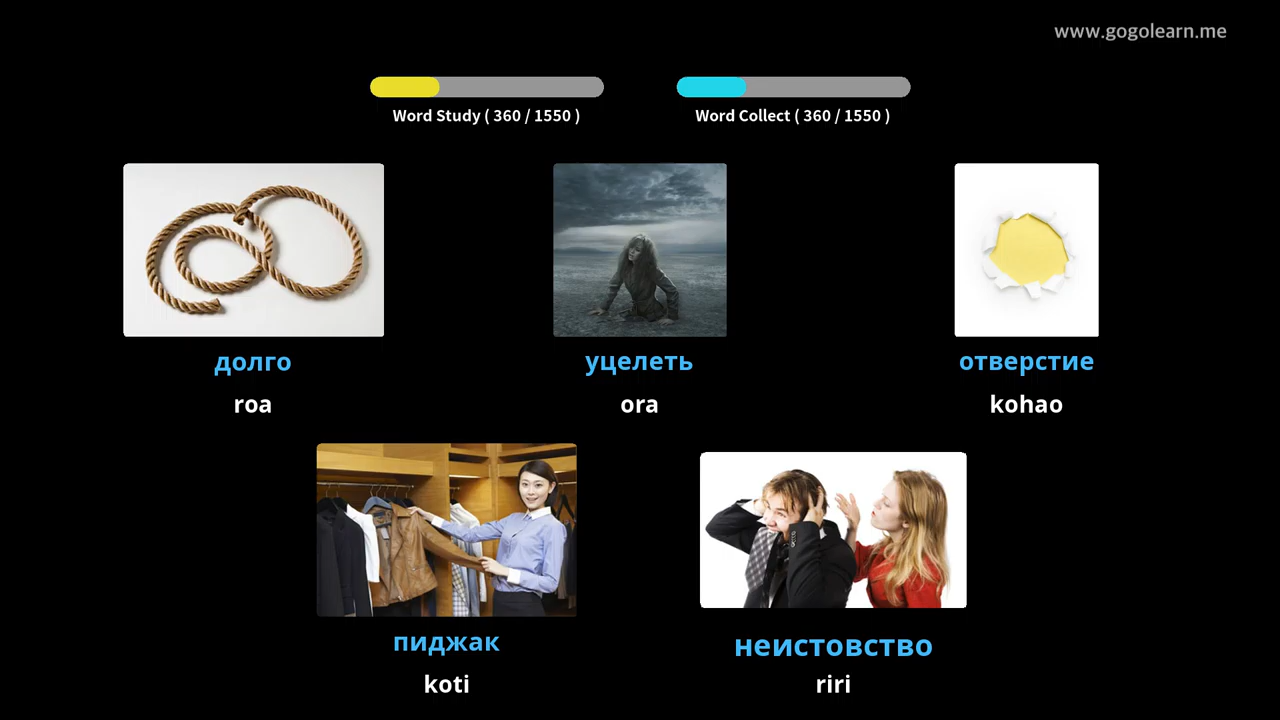 www.gogolearn.me
Word Study ( 360 / 1550 )
Word Collect ( 360 / 1550 )
долго
roa
уцелеть
ora
отверстие
kohao
пиджак
koti
неистовство
riri